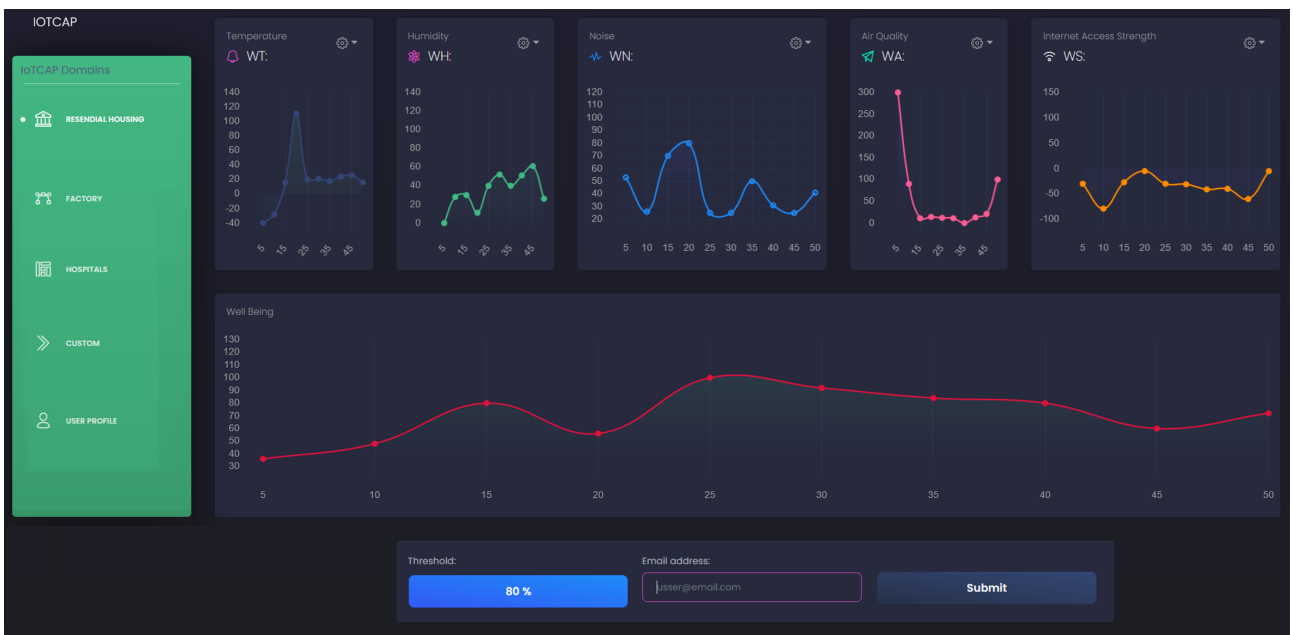 IOTCAP
IoTCAP Domains
RESENDIAL HOUSING
FACTORY
HOSPITALS
CUSTOM
USER PROFILE
Temperature
WT:
140
120
100
80
60
40
20
0
-20
-40
5 15 25 35 45
Humidity
WH:
140
120
100
80
60
40
20
0
5 15 25 35 45
Noise
WN:
120
110
100
90
80
70
60
50
40
30
20
5 10 15 20 25 30 35 40 45 50
Air Quality
WA:
300
250
200
150
100
50
0
5 15 25 35 45
Internet Access Strength
WS:
150
100
50
0
-50
-100
5 10 15 20 25 30 35 40 45 50
Well Being
130
120
110
100
90
80
70
60
50
40
30
5 10 15 20 25 30 35 40 45 50
Threshold:
80 %
Email address:
usser@email.com
Submit